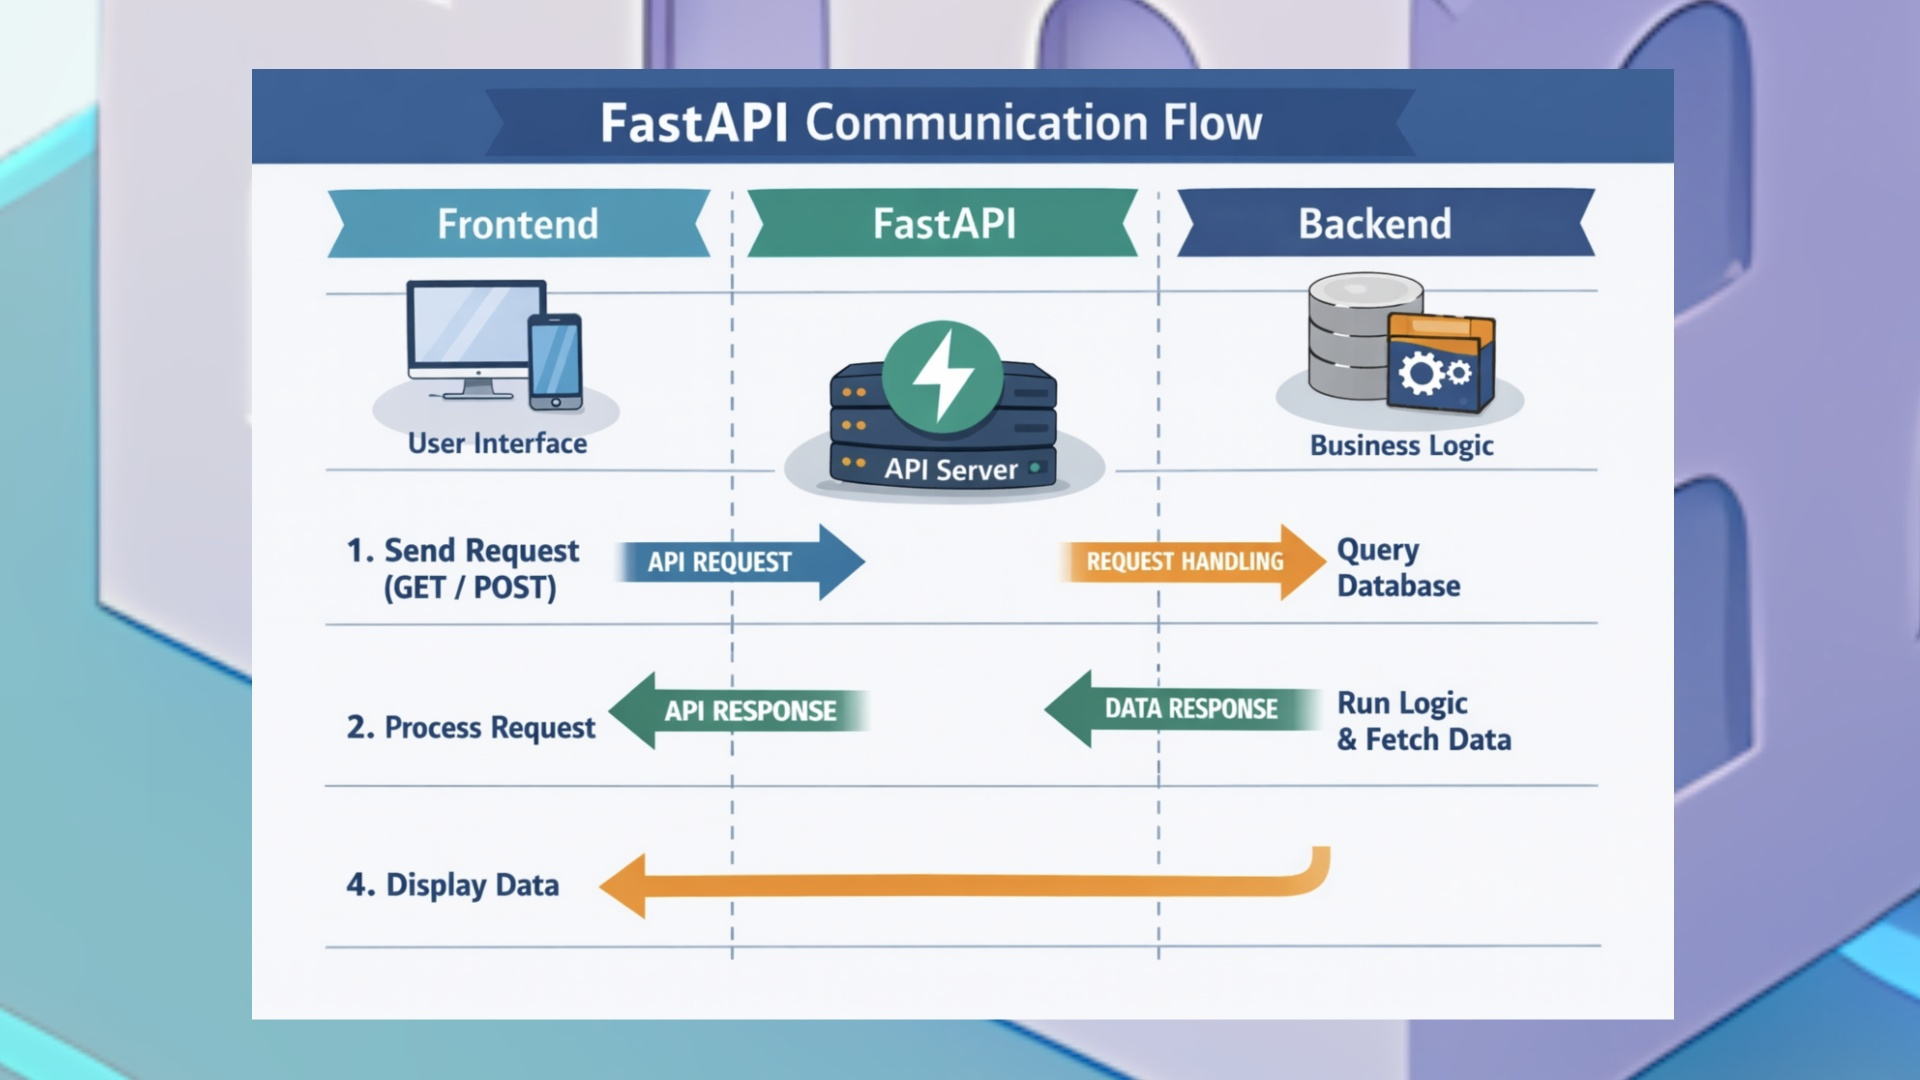 FastAPI Communication Flow
Frontend
FastAPI
Backend
User Interface
API Server
Business Logic
1. Send Request
(GET / POST)
API REQUEST
REQUEST HANDLING
Query
Database
2. Process Request
API RESPONSE
DATA RESPONSE
Run Logic
& Fetch Data
4. Display Data